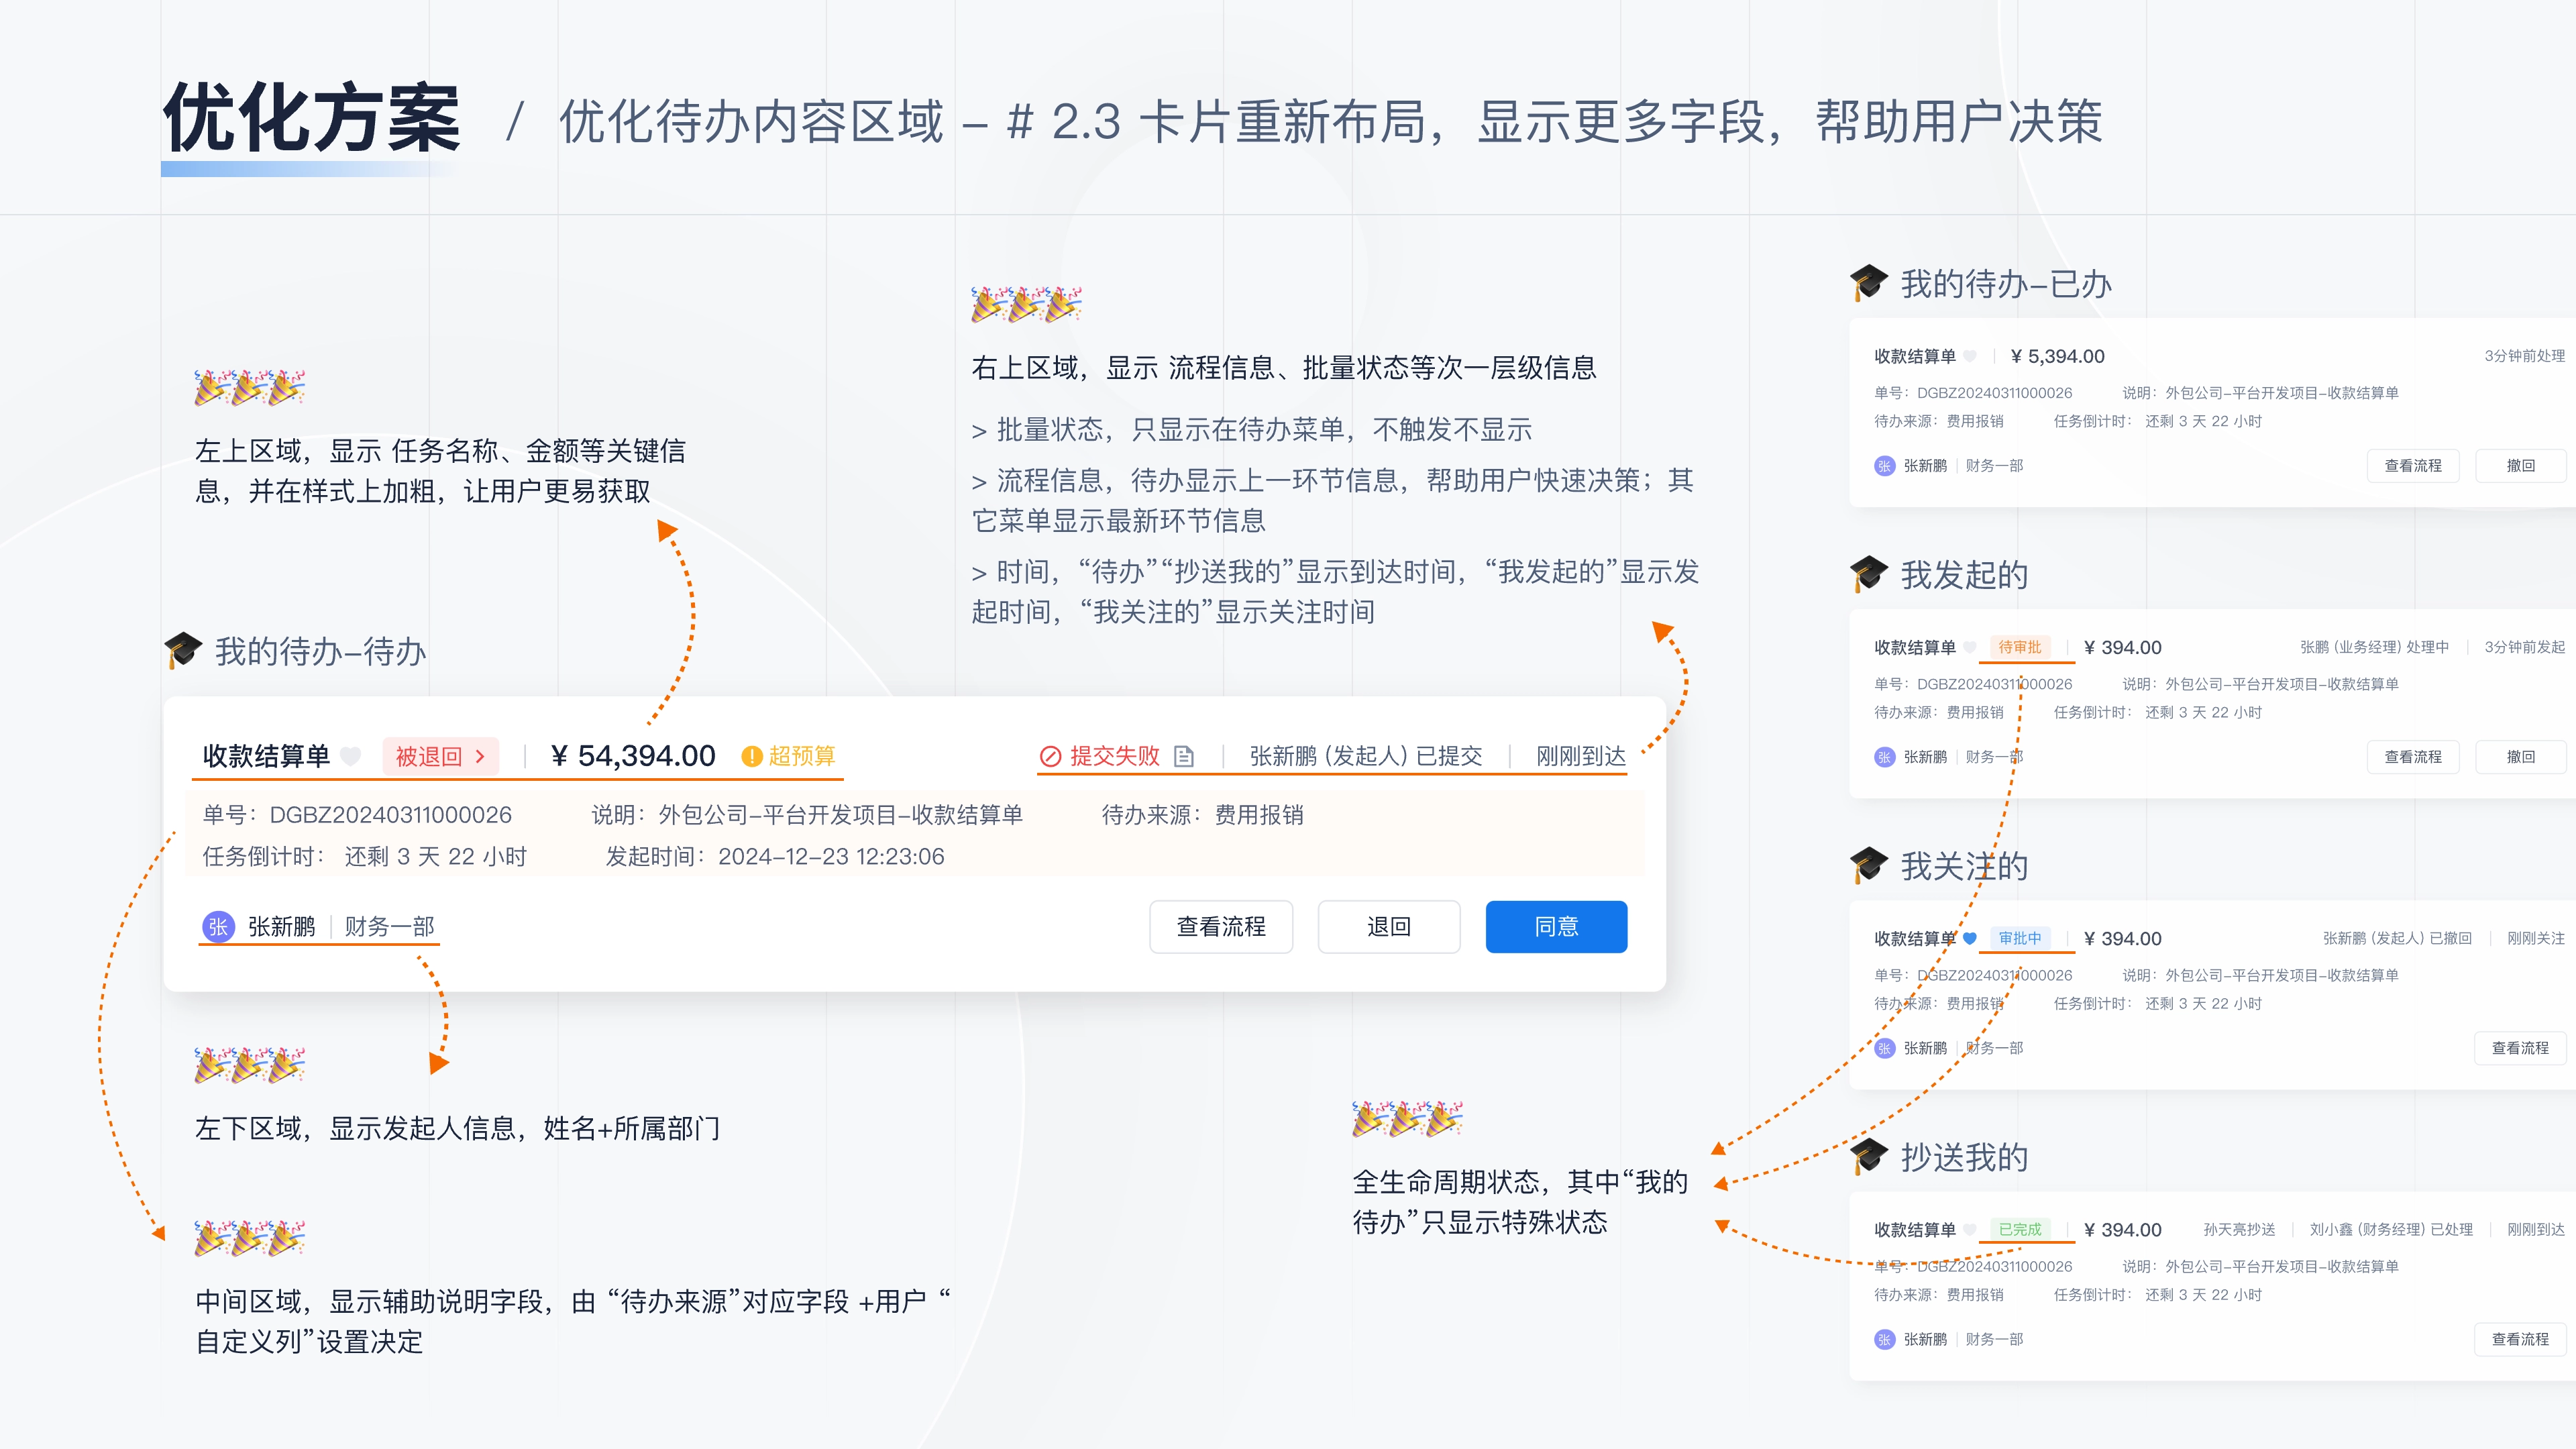 优化方案 / 优化待办内容区域 – # 2.3 卡片重新布局，显示更多字段，帮助用户决策
左上区域，显示 任务名称、金额等关键信
息，并在样式上加粗，让用户更易获取
右上区域，显示 流程信息、批量状态等次一层级信息
> 批量状态，只显示在待办菜单，不触发不显示
> 流程信息，待办显示上一环节信息，帮助用户快速决策；其
它菜单显示最新环节信息
> 时间，“待办”“抄送我的”显示到达时间，“我发起的”显示发
起时间，“我关注的”显示关注时间
我的待办–待办
收款结算单 被退回 > | ¥ 54,394.00 超预算 提交失败 | 张新鹏 (发起人) 已提交 | 刚刚到达
单号：DGBZ20240311000026 说明：外包公司–平台开发项目–收款结算单 待办来源：费用报销
任务倒计时： 还剩 3 天 22 小时 发起时间：2024–12–23 12:23:06
张 张新鹏 | 财务一部 查看流程 退回 同意
左下区域，显示发起人信息，姓名+所属部门
中间区域，显示辅助说明字段，由 “待办来源”对应字段 +用户 “
自定义列”设置决定
全生命周期状态，其中“我的
待办”只显示特殊状态
我的待办–已办
收款结算单 | ¥ 5,394.00 3分钟前处理
单号：DGBZ20240311000026 说明：外包公司–平台开发项目–收款结算单
待办来源：费用报销 任务倒计时： 还剩 3 天 22 小时
张 张新鹏 | 财务一部 查看流程 撤回
我发起的
收款结算单 待审批 | ¥ 394.00 张鹏 (业务经理) 处理中 | 3分钟前发起
单号：DGBZ20240311000026 说明：外包公司–平台开发项目–收款结算单
待办来源：费用报销 任务倒计时： 还剩 3 天 22 小时
张 张新鹏 | 财务一部 查看流程 撤回
我关注的
收款结算单 审批中 | ¥ 394.00 张新鹏 (发起人) 已撤回 | 刚刚关注
单号：DGBZ20240311000026 说明：外包公司–平台开发项目–收款结算单
待办来源：费用报销 任务倒计时： 还剩 3 天 22 小时
张 张新鹏 | 财务一部 查看流程
抄送我的
收款结算单 已完成 | ¥ 394.00 孙天亮抄送 | 刘小鑫 (财务经理) 已处理 | 刚刚到达
单号：DGBZ20240311000026 说明：外包公司–平台开发项目–收款结算单
待办来源：费用报销 任务倒计时： 还剩 3 天 22 小时
张 张新鹏 | 财务一部 查看流程